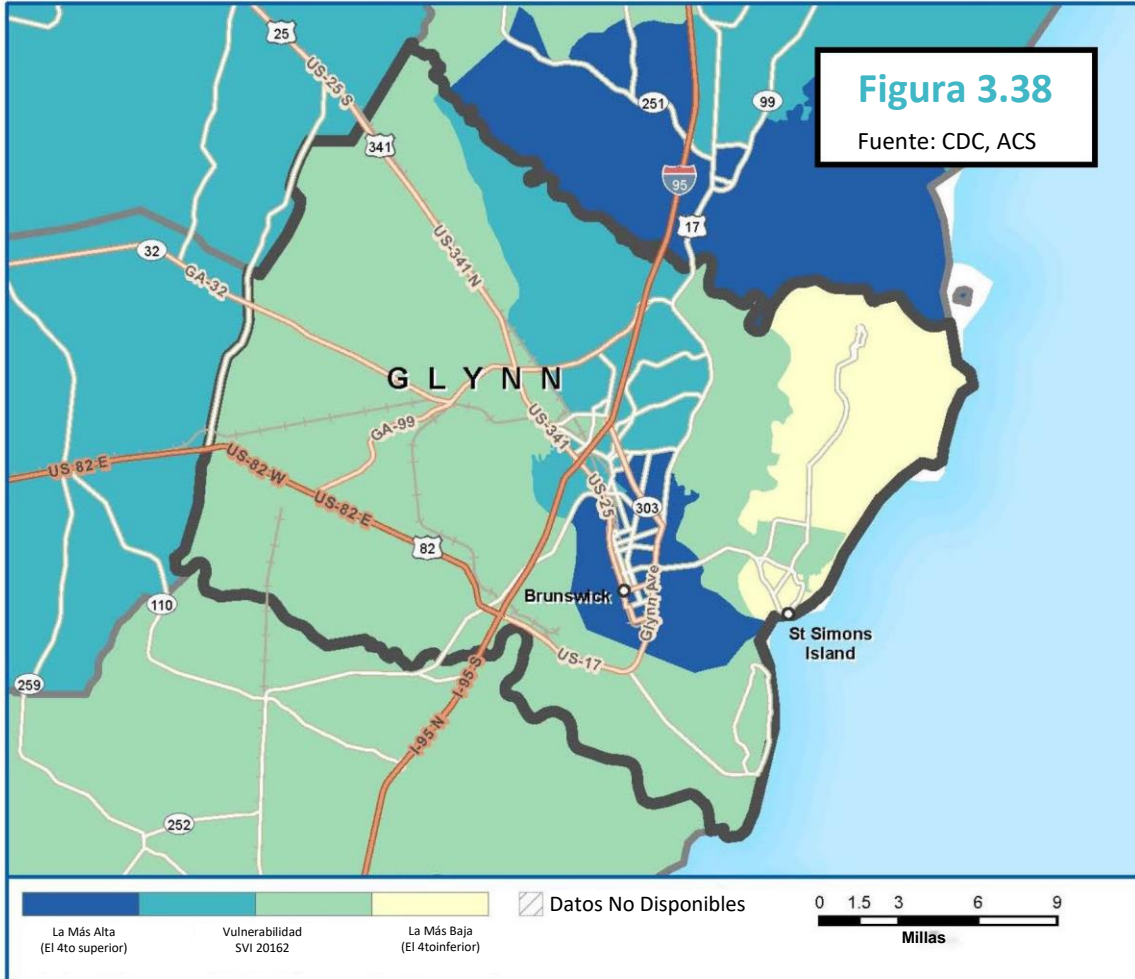 Figura 3.38
Fuente: CDC, ACS
25
US-25 S
251
99
341
95
17
US-341 N
32
GA-32
GLYNN
GA-99
US-341
US 82 E
US-82-W
US-82-E
US-25
303
82
Brunswick
Glynn Ave
110
St Simons
Island
US-17
259
I-95 S
I-95 N
252
La Más Alta
(El 4to superior)
Vulnerabilidad
SVI 20162
La Más Baja
(El 4toinferior)
Datos No Disponibles
0 1.5 3 6 9
Millas